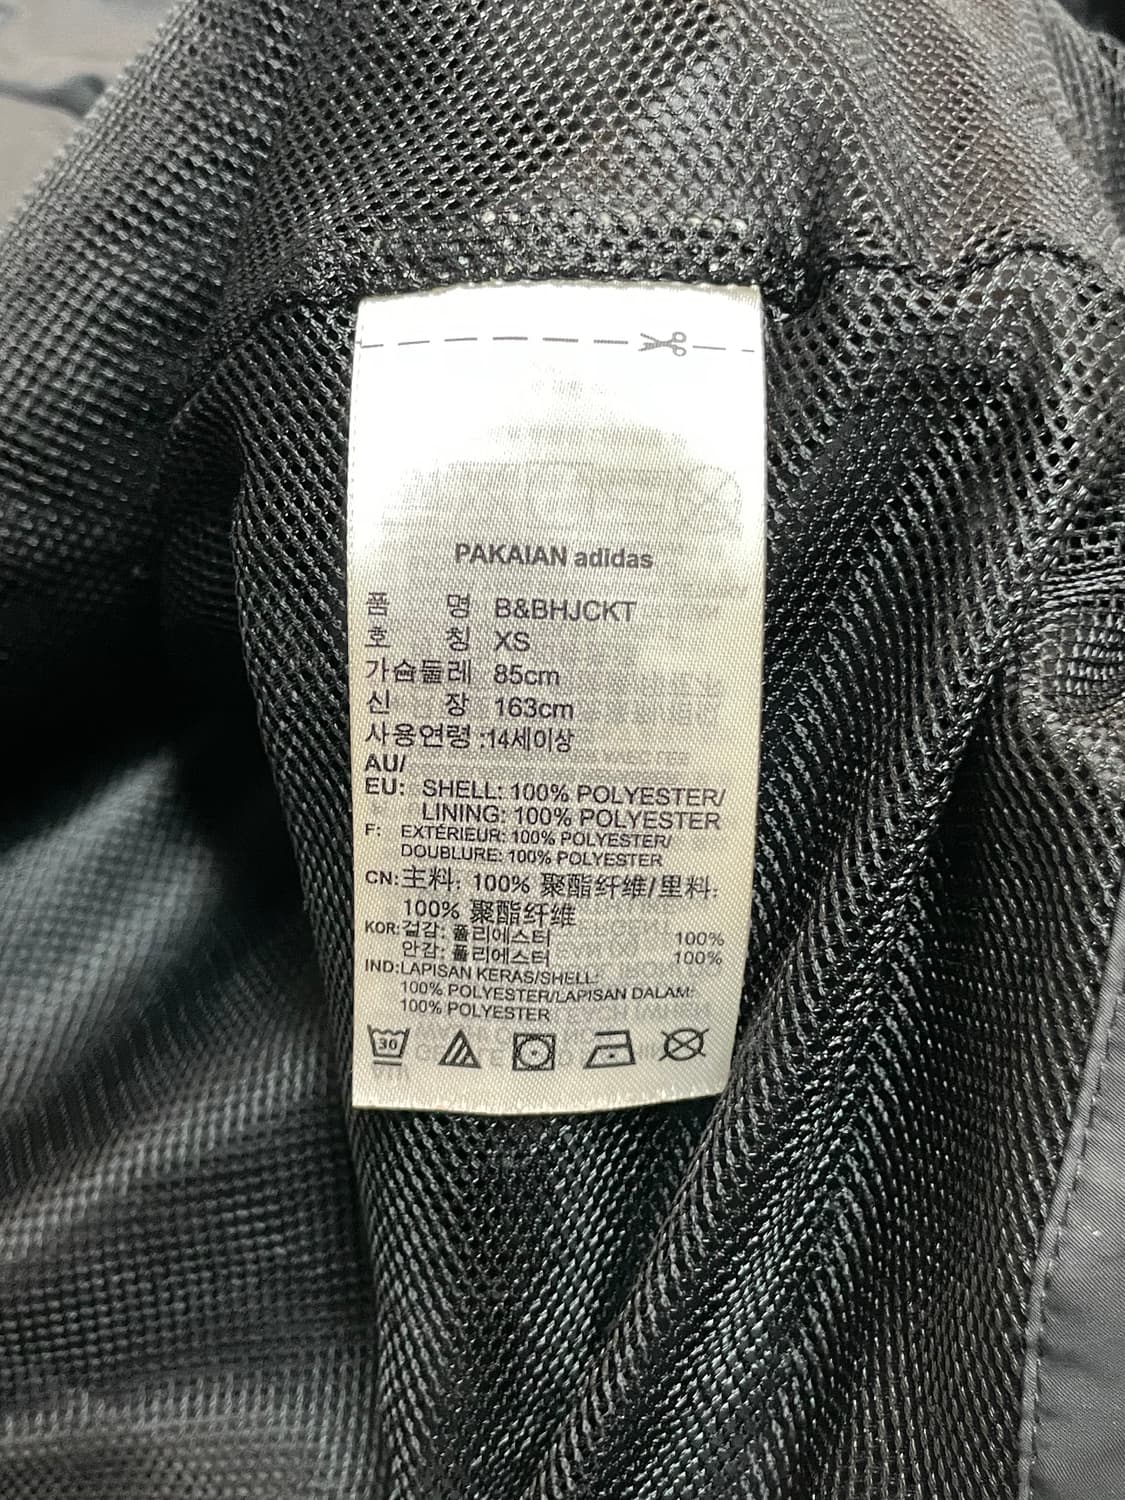 PAKAIAN adidas
품 명 B&BHJCKT
호 칭 XS
가슴둘레 85cm
신 장 163cm
사용연령 :14세이상
AU/
EU: SHELL: 100% POLYESTER/
LINING: 100% POLYESTER
F: EXTÉRIEUR: 100% POLYESTER/
DOUBLURE: 100% POLYESTER
CN:主料: 100% 聚酯纤维/里料:
100% 聚酯纤维
KOR:겉감: 폴리에스터 100%
안감: 폴리에스터 100%
IND:LAPISAN KERAS/SHELL:
100% POLYESTER/LAPISAN DALAM:
100% POLYESTER
30